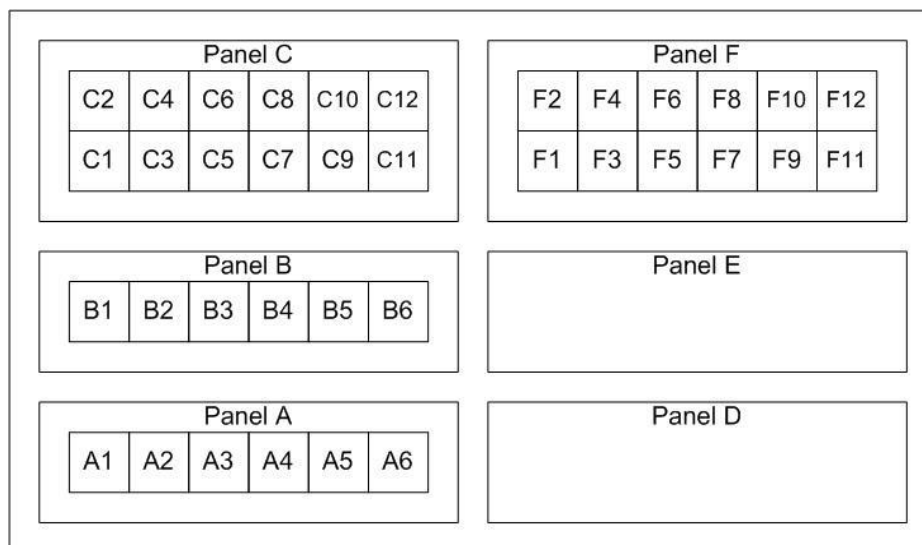 Panel C
C2 C4 C6 C8 C10 C12
C1 C3 C5 C7 C9 C11
Panel F
F2 F4 F6 F8 F10 F12
F1 F3 F5 F7 F9 F11
Panel B
B1 B2 B3 B4 B5 B6
Panel E
Panel A
A1 A2 A3 A4 A5 A6
Panel D